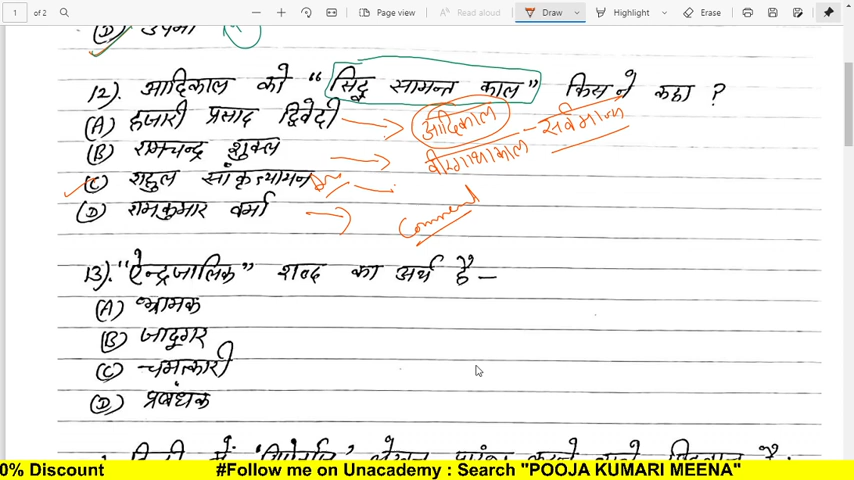 1 of 2 Page view Read aloud Draw Highlight Erase
(D) उपमा
12). आदिकाल को "सिद्ध सामन्त काल" किस ने कहा ?
(A) हजारी प्रसाद द्विवेदी आदिकाल - सर्वमान्य
(B) रामचन्द्र शुक्ल वीरगाथाकाल
(C) राहुल सांकृत्यायन
(D) रामकुमार वर्मा Comment
13). "ऐन्द्रजालिक" शब्द का अर्थ है -
(A) भ्रामक
(B) जादूगर
(C) चमत्कारी
(D) प्रबंधक
हिन्दी में
0% Discount #Follow me on Unacademy : Search "POOJA KUMARI MEENA"